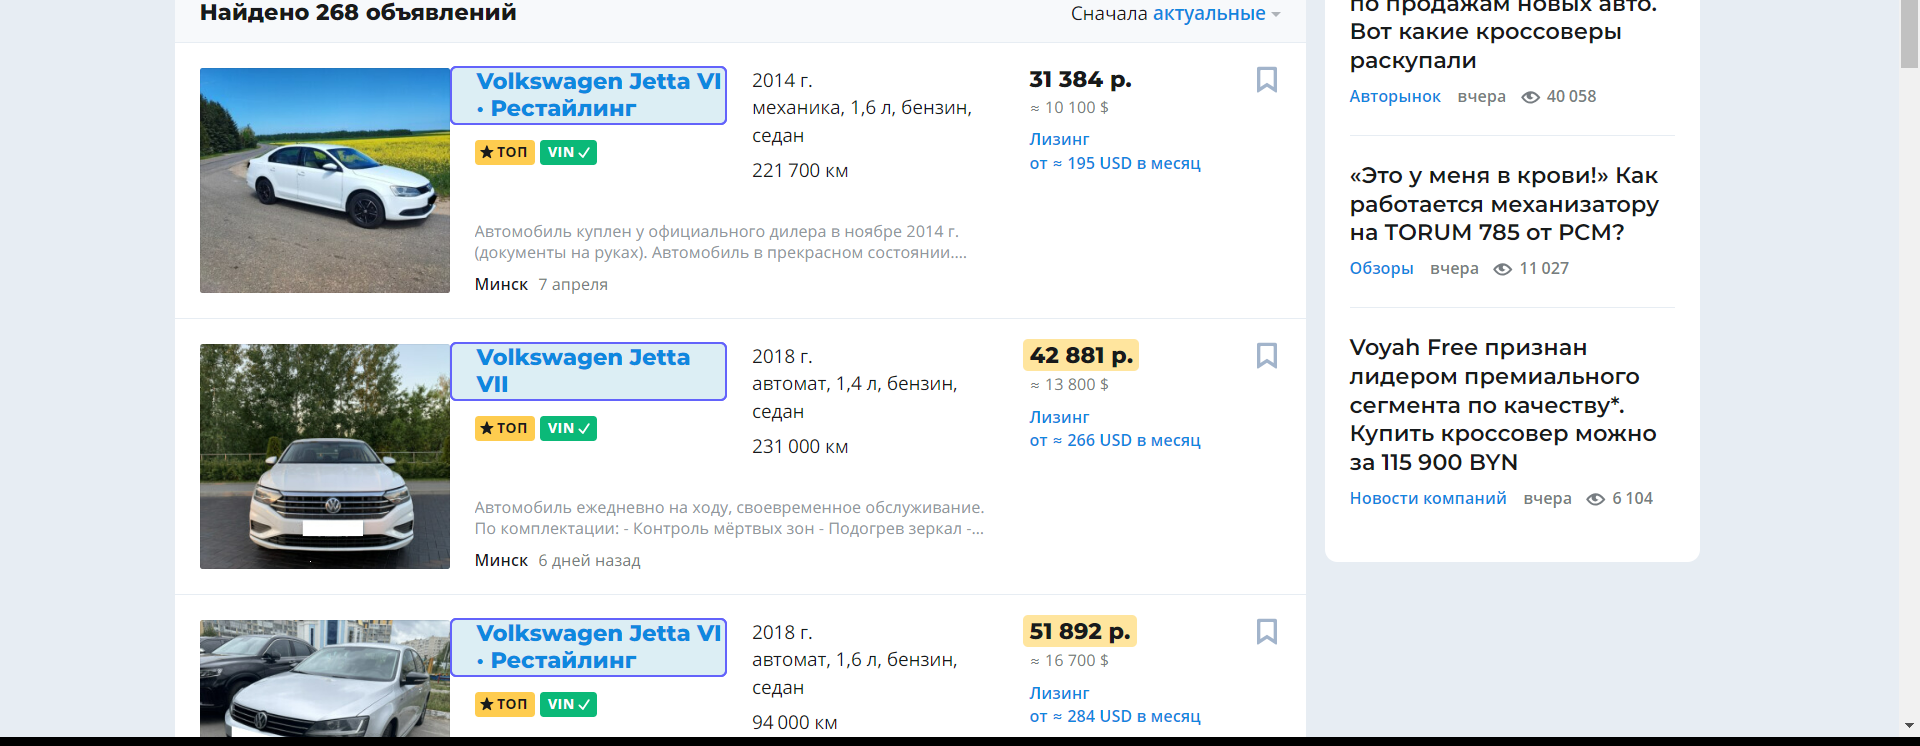 Найдено 268 объявлений
Сначала актуальные
Volkswagen Jetta VI
· Рестайлинг
ТОП
VIN
2014 г.
механика, 1,6 л, бензин,
седан
221 700 км
31 384 р.
≈ 10 100 $
Лизинг
от ≈ 195 USD в месяц
Автомобиль куплен у официального дилера в ноябре 2014 г.
(документы на руках). Автомобиль в прекрасном состоянии....
Минск 7 апреля
Volkswagen Jetta
VII
ТОП
VIN
2018 г.
автомат, 1,4 л, бензин,
седан
231 000 км
42 881 р.
≈ 13 800 $
Лизинг
от ≈ 266 USD в месяц
Автомобиль ежедневно на ходу, своевременное обслуживание.
По комплектации: - Контроль мёртвых зон - Подогрев зеркал -...
Минск 6 дней назад
Volkswagen Jetta VI
· Рестайлинг
ТОП
VIN
2018 г.
автомат, 1,6 л, бензин,
седан
94 000 км
51 892 р.
≈ 16 700 $
Лизинг
от ≈ 284 USD в месяц
по продажам новых авто.
Вот какие кроссоверы
раскупали
Авторынок вчера 40 058
«Это у меня в крови!» Как
работается механизатору
на TORUM 785 от РСМ?
Обзоры вчера 11 027
Voyah Free признан
лидером премиального
сегмента по качеству*.
Купить кроссовер можно
за 115 900 BYN
Новости компаний вчера 6 104